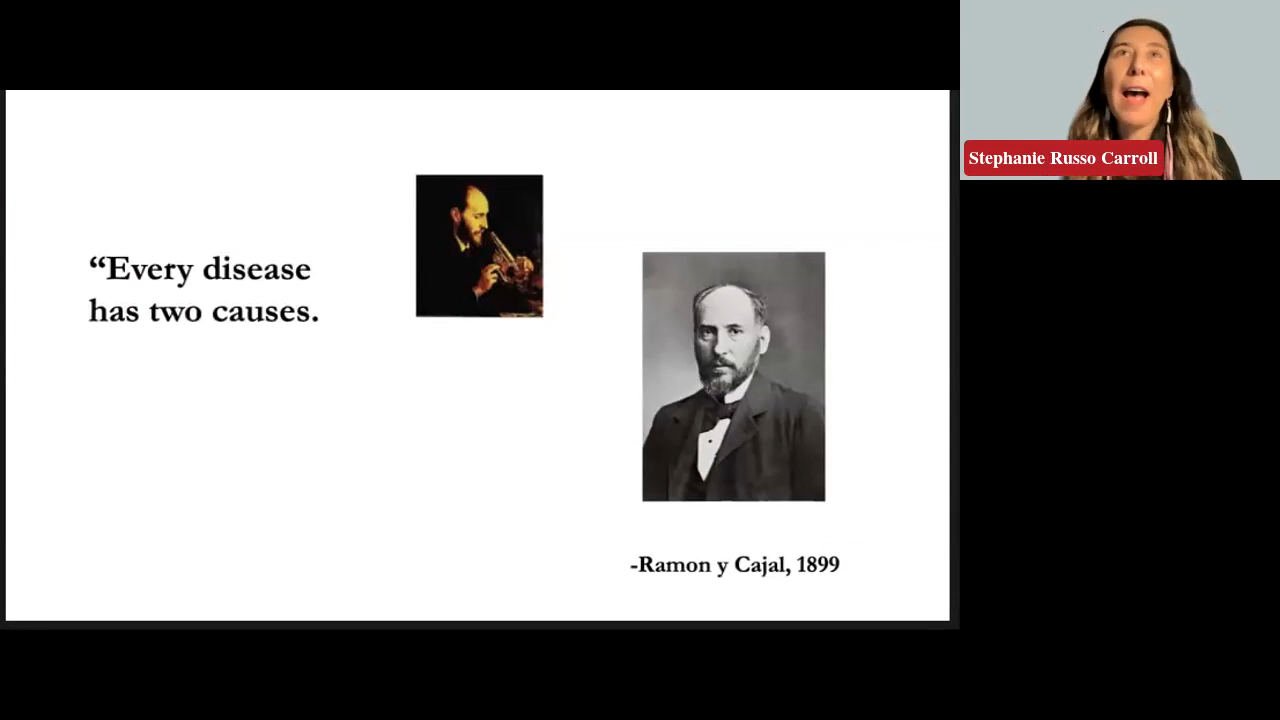 “Every disease
has two causes.
-Ramon y Cajal, 1899
Stephanie Russo Carroll